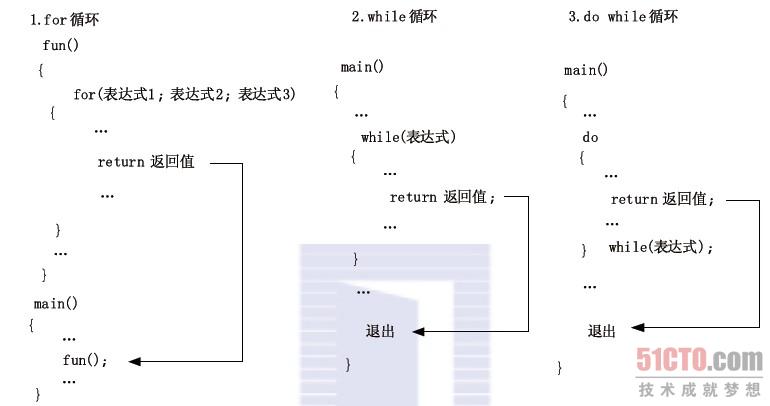 1.for循环
fun()
{
for(表达式1; 表达式2; 表达式3)
{
…
return 返回值
…
}
…
}
main()
{
…
fun();
…
}
2.while循环
main()
{
…
while(表达式)
{
…
return 返回值;
…
}
…
退出
}
3.do while循环
main()
{
…
do
{
…
return 返回值;
…
} while(表达式);
…
退出
}
51CTO.com
技术成就梦想